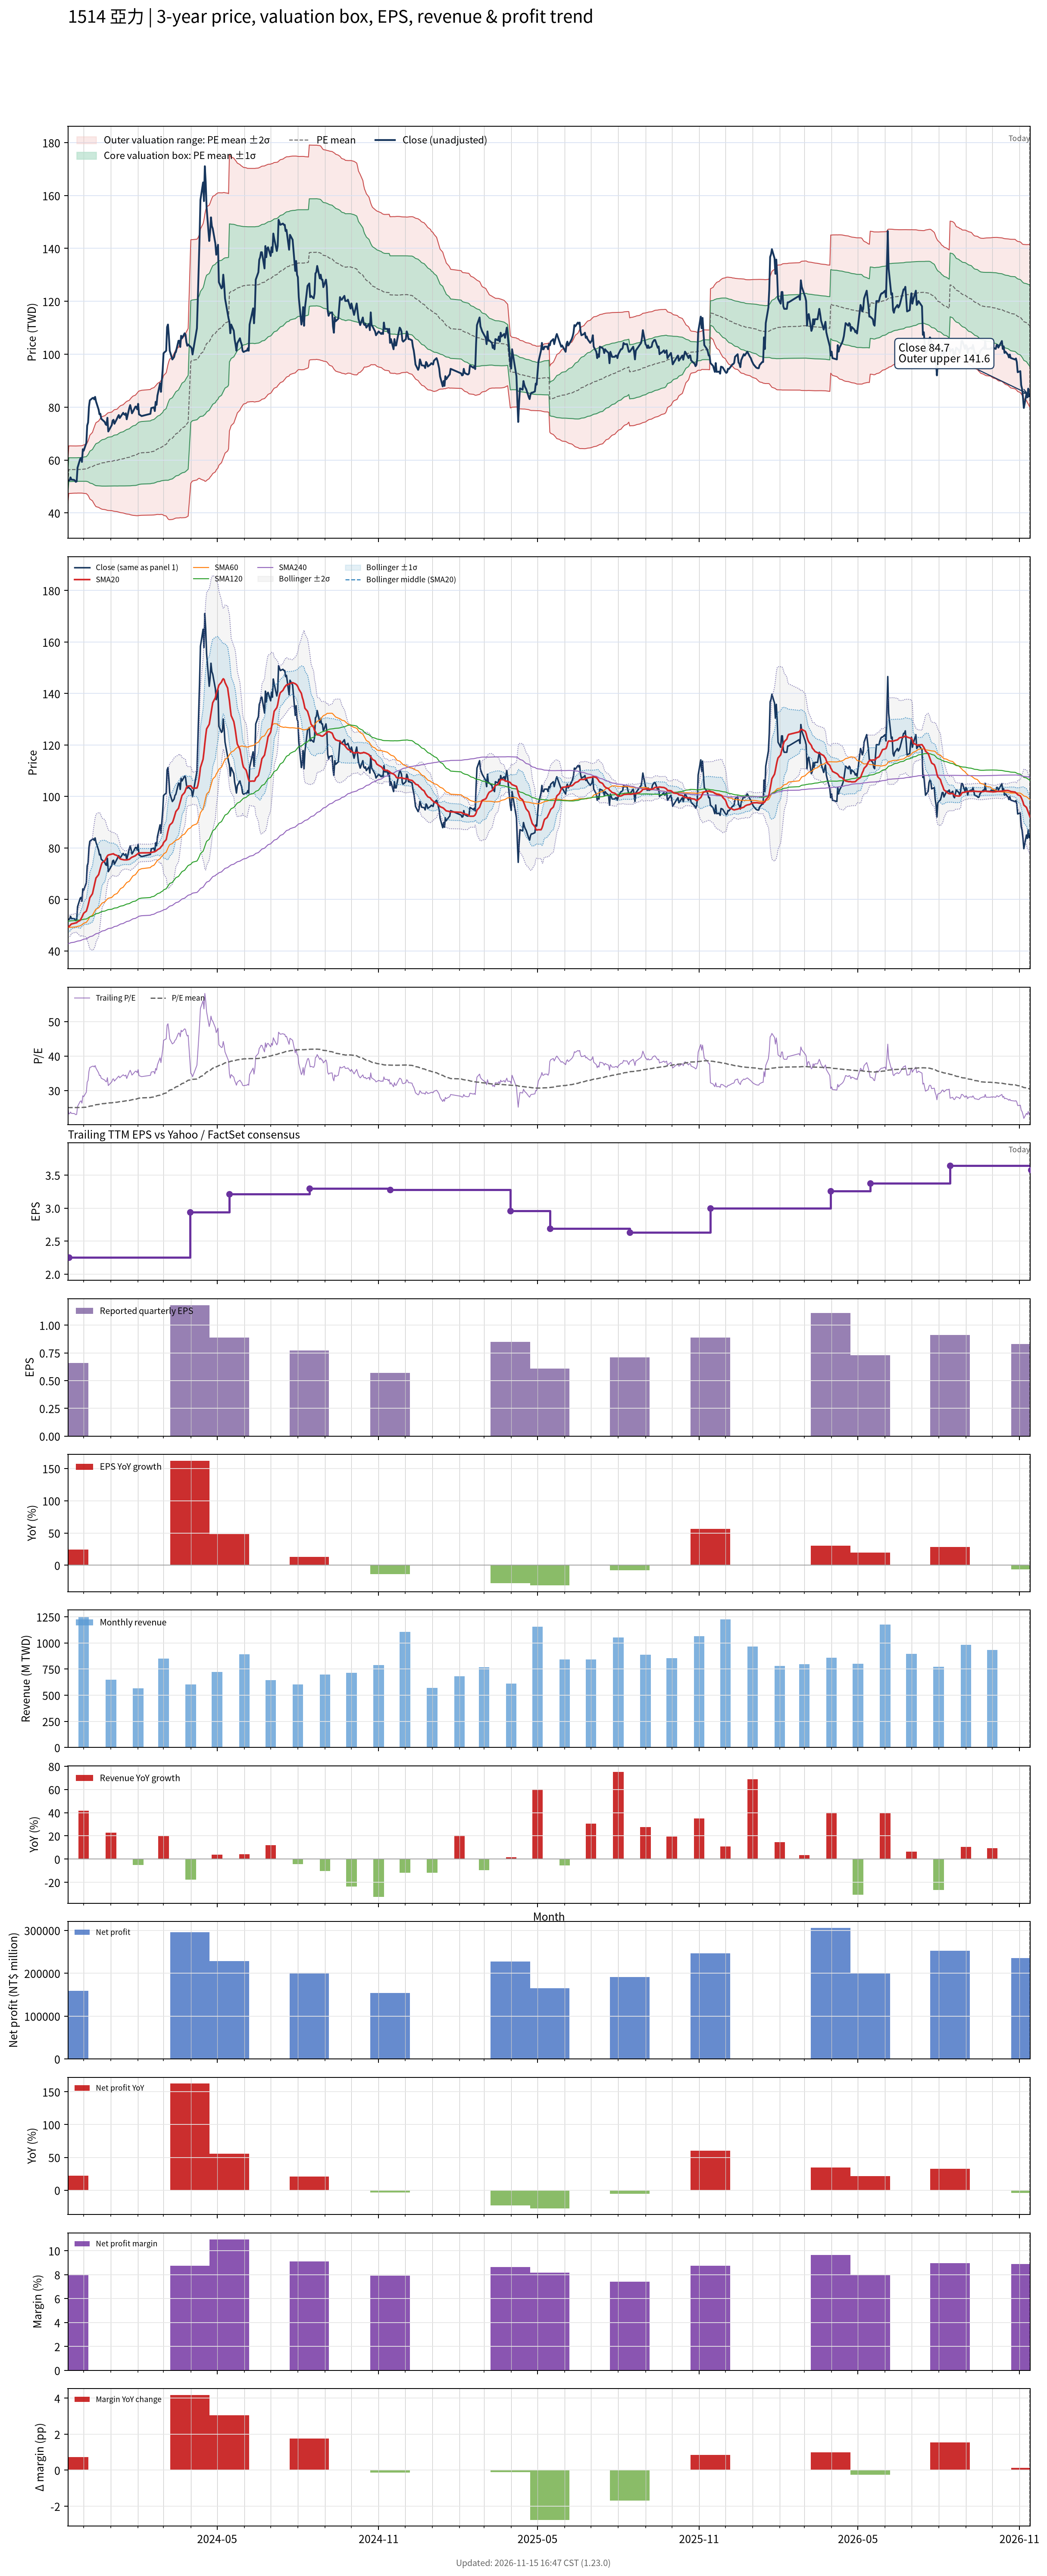 1514 亞力 | 3-year price, valuation box, EPS, revenue & profit trend
Outer valuation range: PE mean ±2σ
Core valuation box: PE mean ±1σ
PE mean
Close (unadjusted)
Today
180
160
140
120
100
80
60
40
Price (TWD)
Close 84.7
Outer upper 141.6
Close (same as panel 1)
SMA20
SMA60
SMA120
SMA240
Bollinger ±2σ
Bollinger ±1σ
Bollinger middle (SMA20)
180
160
140
120
100
80
60
40
Price
Trailing P/E
P/E mean
50
40
30
P/E
Trailing TTM EPS vs Yahoo / FactSet consensus
Today
3.5
3.0
2.5
2.0
EPS
Reported quarterly EPS
1.00
0.75
0.50
0.25
0.00
EPS
EPS YoY growth
150
100
50
0
YoY (%)
Monthly revenue
1250
1000
750
500
250
0
Revenue (M TWD)
Revenue YoY growth
80
60
40
20
0
-20
YoY (%)
Month
Net profit
300000
200000
100000
0
Net profit (NT$ million)
Net profit YoY
150
100
50
0
YoY (%)
Net profit margin
10
8
6
4
2
0
Margin (%)
Margin YoY change
4
2
0
-2
Δ margin (pp)
2024-05
2024-11
2025-05
2025-11
2026-05
2026-11
Updated: 2026-11-15 16:47 CST (1.23.0)